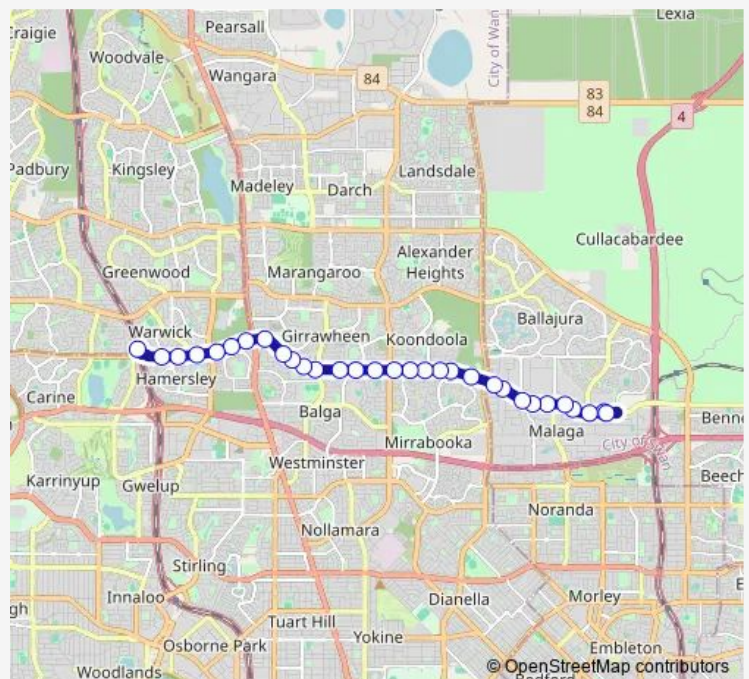 Lexia
Craigie
Pearsall
City of Wan
Woodvale
Wangara
84
83
84
4
Padbury
Kingsley
Landsdale
Madeley
Darch
Cullacabardee
Alexander
Heights
Greenwood
Marangaroo
Ballajura
Warwick
Girrawheen
Koondoola
Hamersley
Carine
Balga
Malaga
Benn
Mirrabooka
City of Swan
Westminster
Karrinyup
Gwelup
Beech
Noranda
Nollamara
Stirling
Innaloo
Dianella
Morley
E
gh
Tuart Hill
Yokine
Osborne Park
Embleton
© OpenStreetMap contributors
Woodlands
Bedford